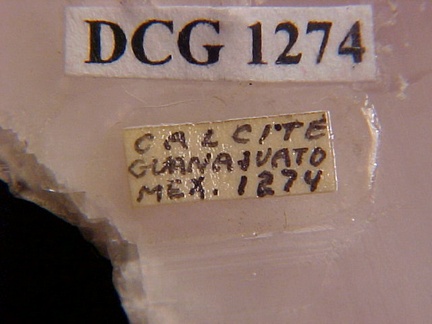 DCG 1274
CALCITE
GUANAJUATO
MEX. 1274